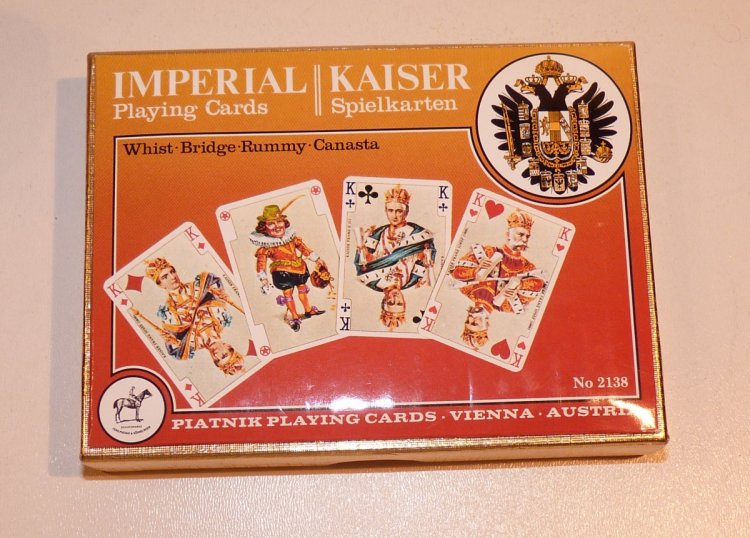 IMPERIAL
Playing Cards
KAISER
Spielkarten
Whist·Bridge·Rummy·Canasta
K
K
K
K
K
K
K
K
No 2138
PIATNIK PLAYING CARDS · VIENNA · AUSTRIA